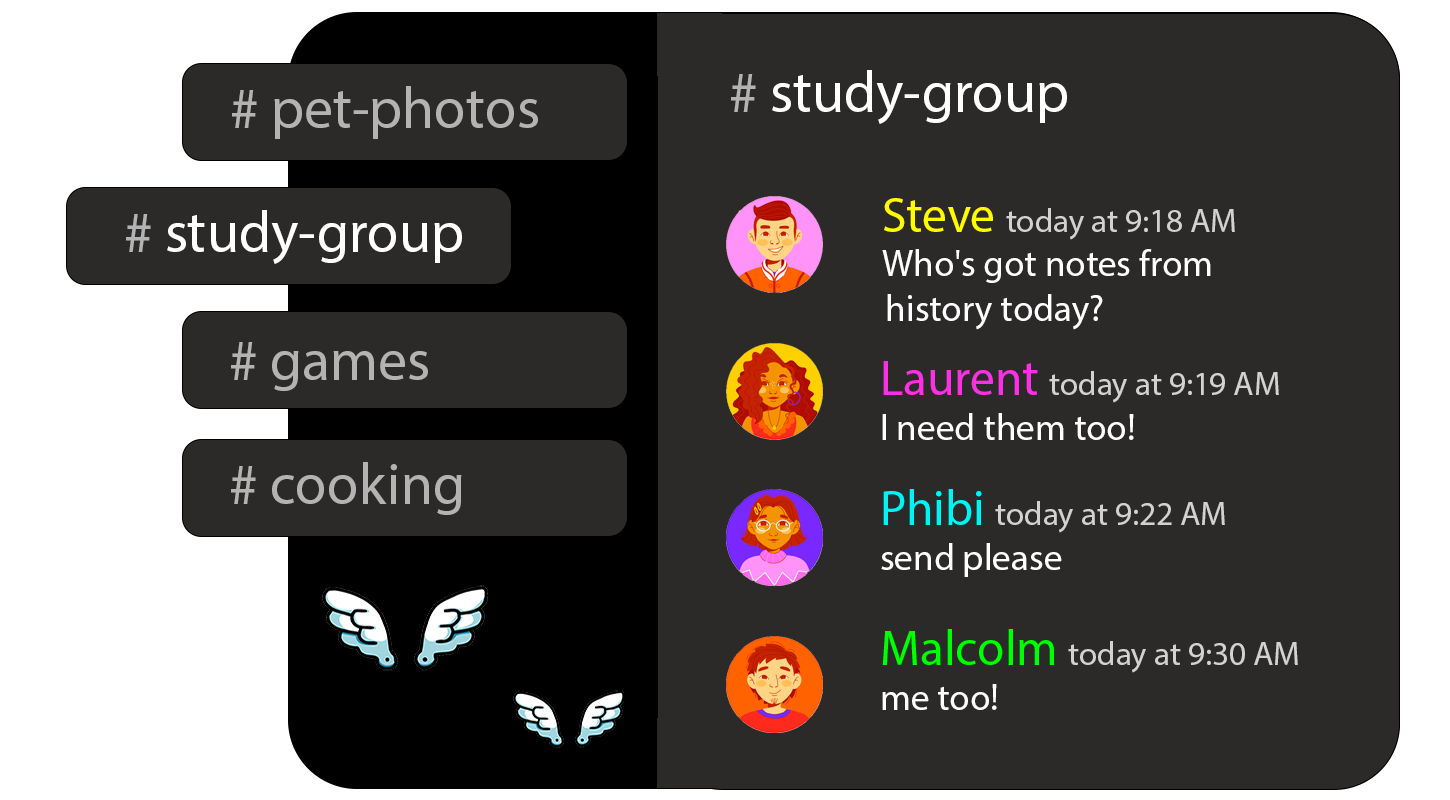 # pet-photos
# study-group
# games
# cooking
# study-group
Steve today at 9:18 AM
Who's got notes from
history today?
Laurent today at 9:19 AM
I need them too!
Phibi today at 9:22 AM
send please
Malcolm today at 9:30 AM
me too!